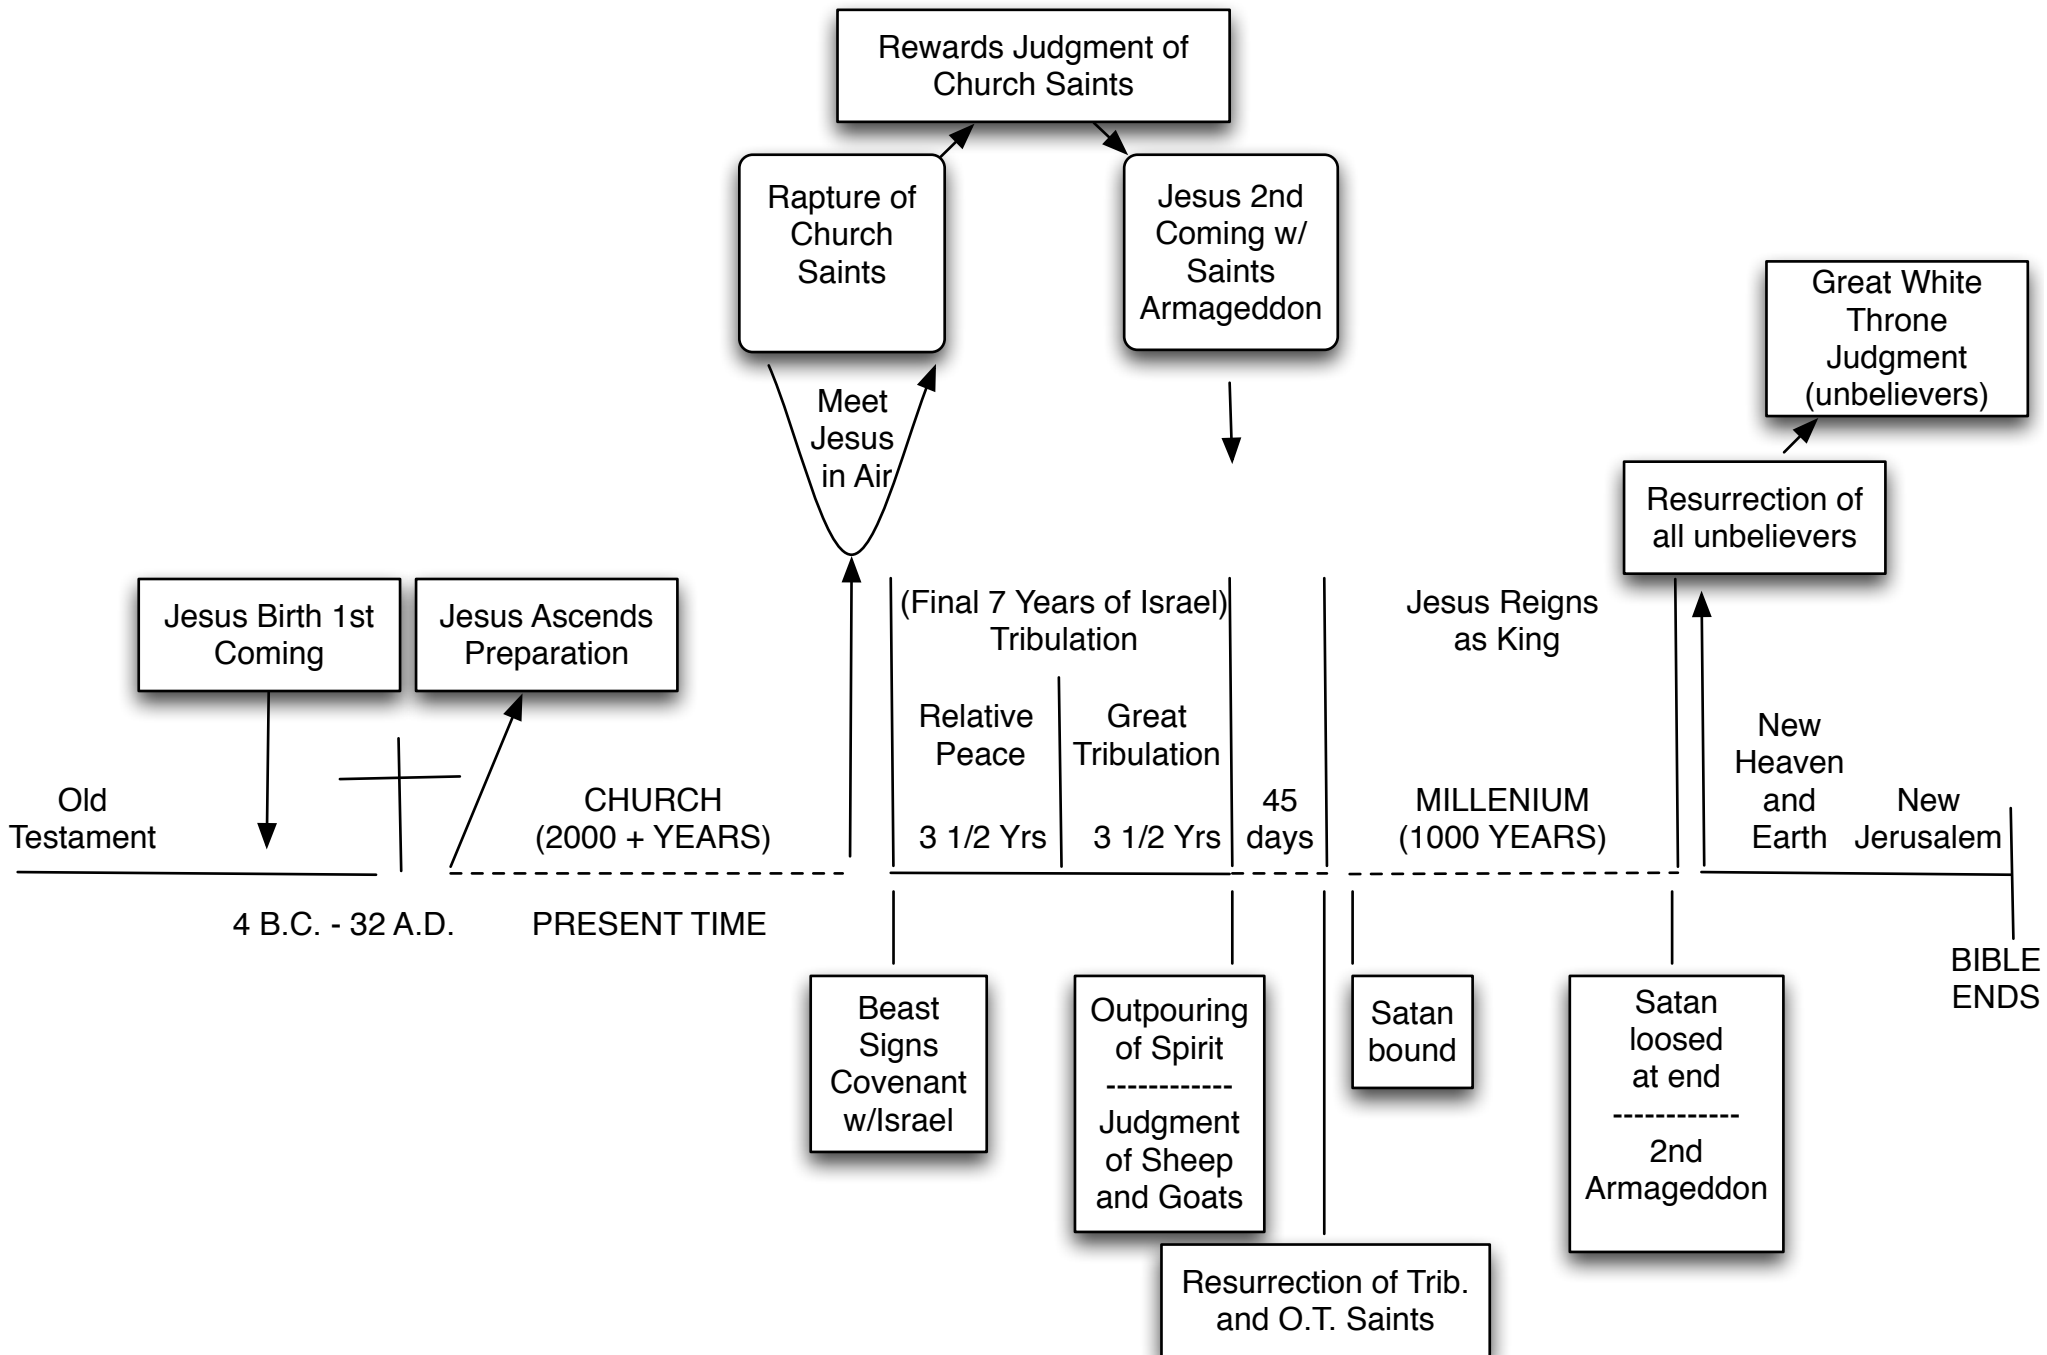 Rewards Judgment of
Church Saints
Rapture of
Church
Saints
Jesus 2nd
Coming w/
Saints
Armageddon
Great White
Throne
Judgment
(unbelievers)
Meet
Jesus
in Air
Resurrection of
all unbelievers
Jesus Birth 1st
Coming
Jesus Ascends
Preparation
(Final 7 Years of Israel)
Tribulation
Jesus Reigns
as King
Relative
Peace
3 1/2 Yrs
Great
Tribulation
3 1/2 Yrs
Old
Testament
CHURCH
(2000 + YEARS)
45
days
MILLENIUM
(1000 YEARS)
New
Heaven
and
Earth
New
Jerusalem
4 B.C. - 32 A.D.
PRESENT TIME
BIBLE
ENDS
Beast
Signs
Covenant
w/Israel
Outpouring
of Spirit
------------
Judgment
of Sheep
and Goats
Satan
bound
Satan
loosed
at end
------------
2nd
Armageddon
Resurrection of Trib.
and O.T. Saints